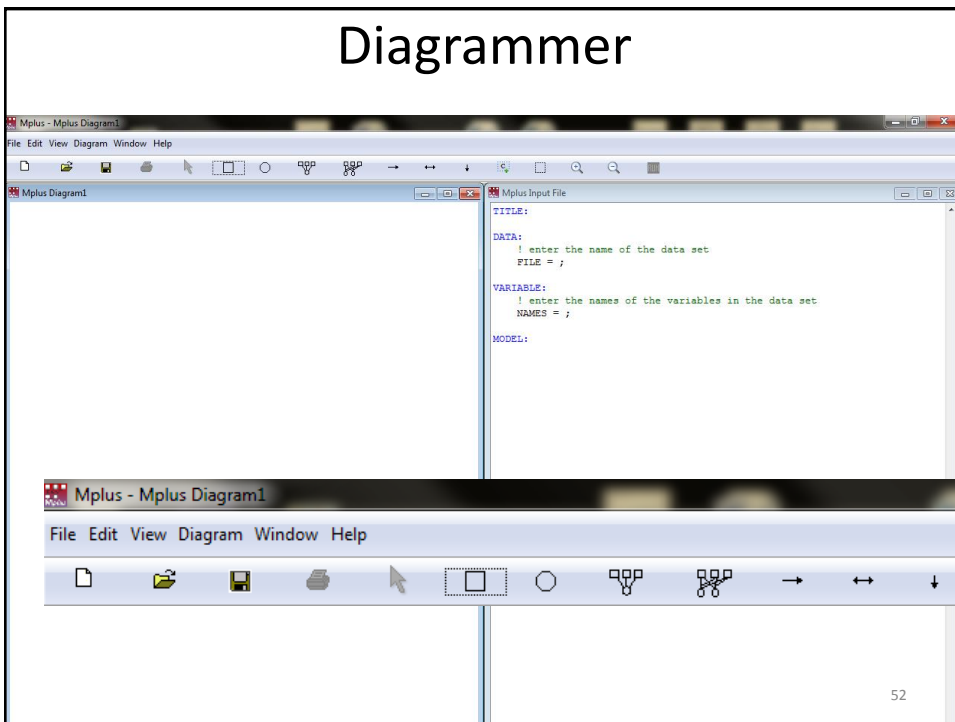 Diagrammer
Mplus - Mplus Diagram1
File Edit View Diagram Window Help
Mplus Diagram1
Mplus Input File
TITLE:
DATA:
! enter the name of the data set
FILE = ;
VARIABLE:
! enter the names of the variables in the data set
NAMES = ;
MODEL:
Mplus - Mplus Diagram1
File Edit View Diagram Window Help
52